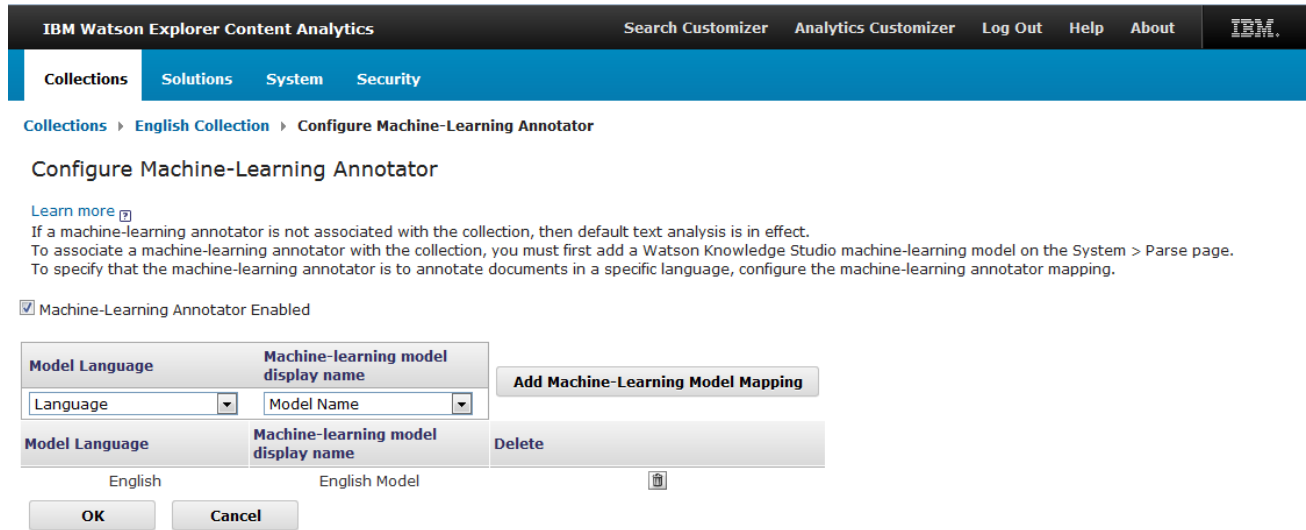 IBM Watson Explorer Content Analytics Search Customizer Analytics Customizer Log Out Help About IBM.
Collections Solutions System Security
Collections English Collection Configure Machine-Learning Annotator
Configure Machine-Learning Annotator
Learn more ?
If a machine-learning annotator is not associated with the collection, then default text analysis is in effect.
To associate a machine-learning annotator with the collection, you must first add a Watson Knowledge Studio machine-learning model on the System > Parse page.
To specify that the machine-learning annotator is to annotate documents in a specific language, configure the machine-learning annotator mapping.
Machine-Learning Annotator Enabled
Model Language Machine-learning model display name
Add Machine-Learning Model Mapping
Language Model Name
Model Language Machine-learning model display name Delete
English English Model
OK Cancel